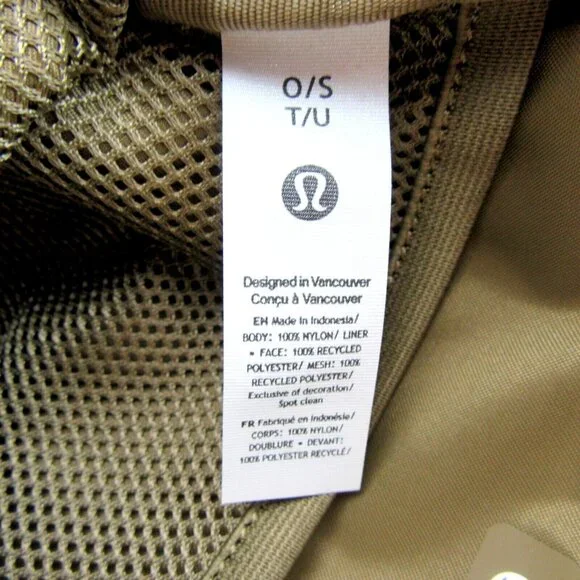 O/S
T/U
Designed in Vancouver
Conçu à Vancouver
EN Made in Indonesia/
BODY: 100% NYLON/ LINER
• FACE: 100% RECYCLED
POLYESTER/ MESH: 100%
RECYCLED POLYESTER/
Exclusive of decoration/
Spot clean
FR Fabriqué en Indonésie/
CORPS: 100% NYLON/
DOUBLURE • DEVANT:
100% POLYESTER RECYCLÉ/